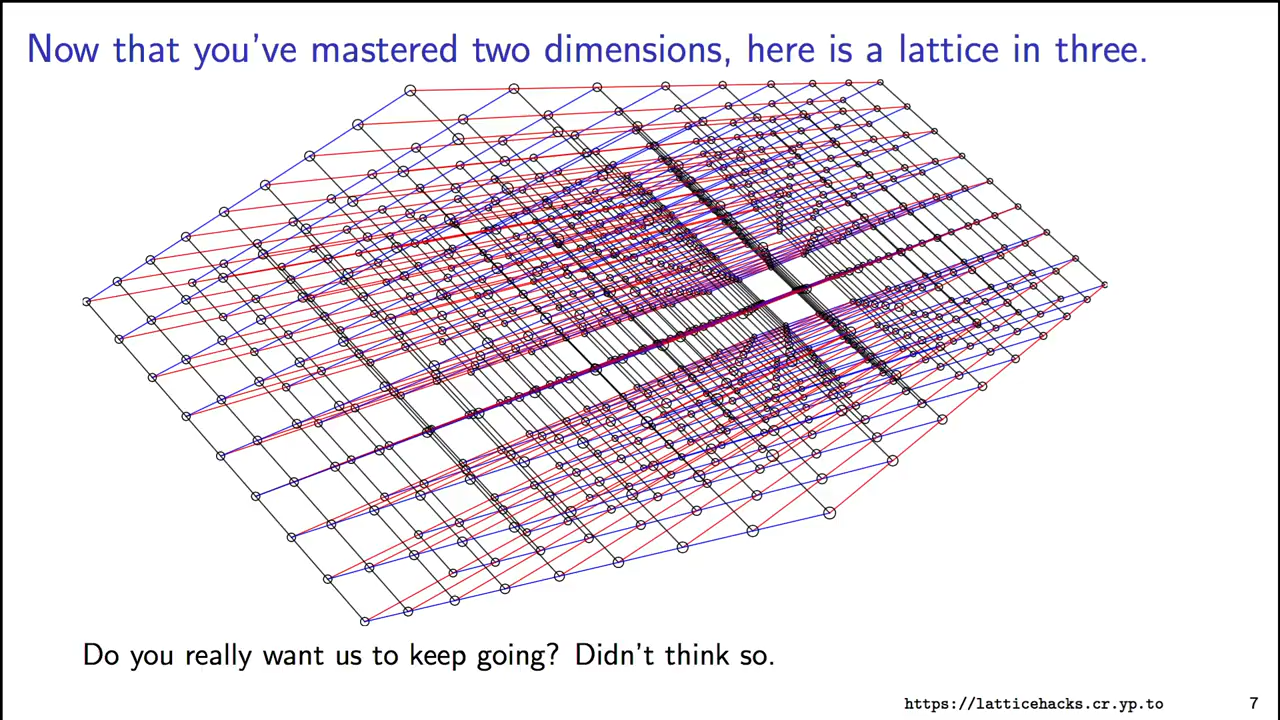 Now that you've mastered two dimensions, here is a lattice in three.
Do you really want us to keep going? Didn't think so.
https://latticehacks.cr.yp.to 7